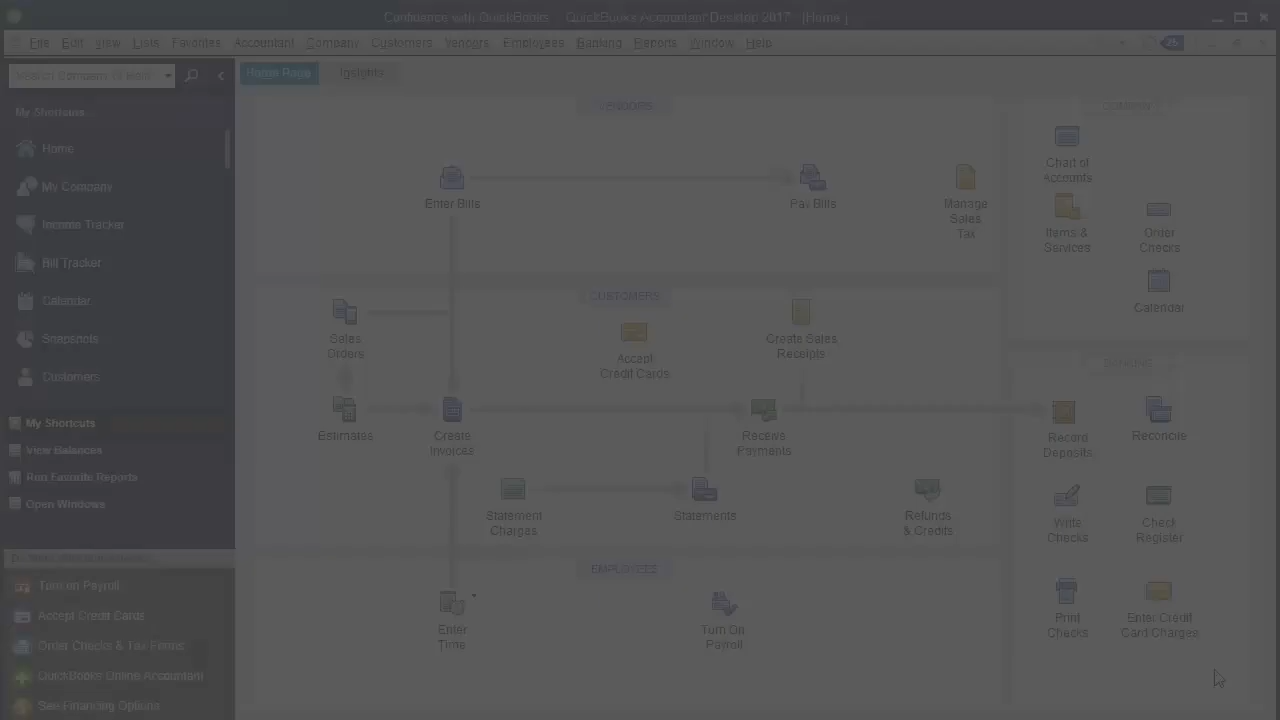 Confluence with QuickBooks - QuickBooks Accountant Desktop 2017 - [Home]
File Edit View Lists Favorites Accountant Company Customers Vendors Employees Banking Reports Window Help
25
Search Company or Help
Home Page Insights
My Shortcuts
Home
My Company
Income Tracker
Bill Tracker
Calendar
Snapshots
Customers
My Shortcuts
View Balances
Run Favorite Reports
Open Windows
Turn on Payroll
Accept Credit Cards
Order Checks & Tax Forms
QuickBooks Online Accountant
See Financing Options
VENDORS
Enter Bills
Pay Bills
Manage
Sales
Tax
CUSTOMERS
Sales
Orders
Accept
Credit Cards
Create Sales
Receipts
Estimates
Create
Invoices
Receive
Payments
Statement
Charges
Statements
Refunds
& Credits
EMPLOYEES
Enter
Time
Turn On
Payroll
COMPANY
Chart of
Accounts
Items &
Services
Order
Checks
Calendar
BANKING
Record
Deposits
Reconcile
Write
Checks
Check
Register
Print
Checks
Enter Credit
Card Charges